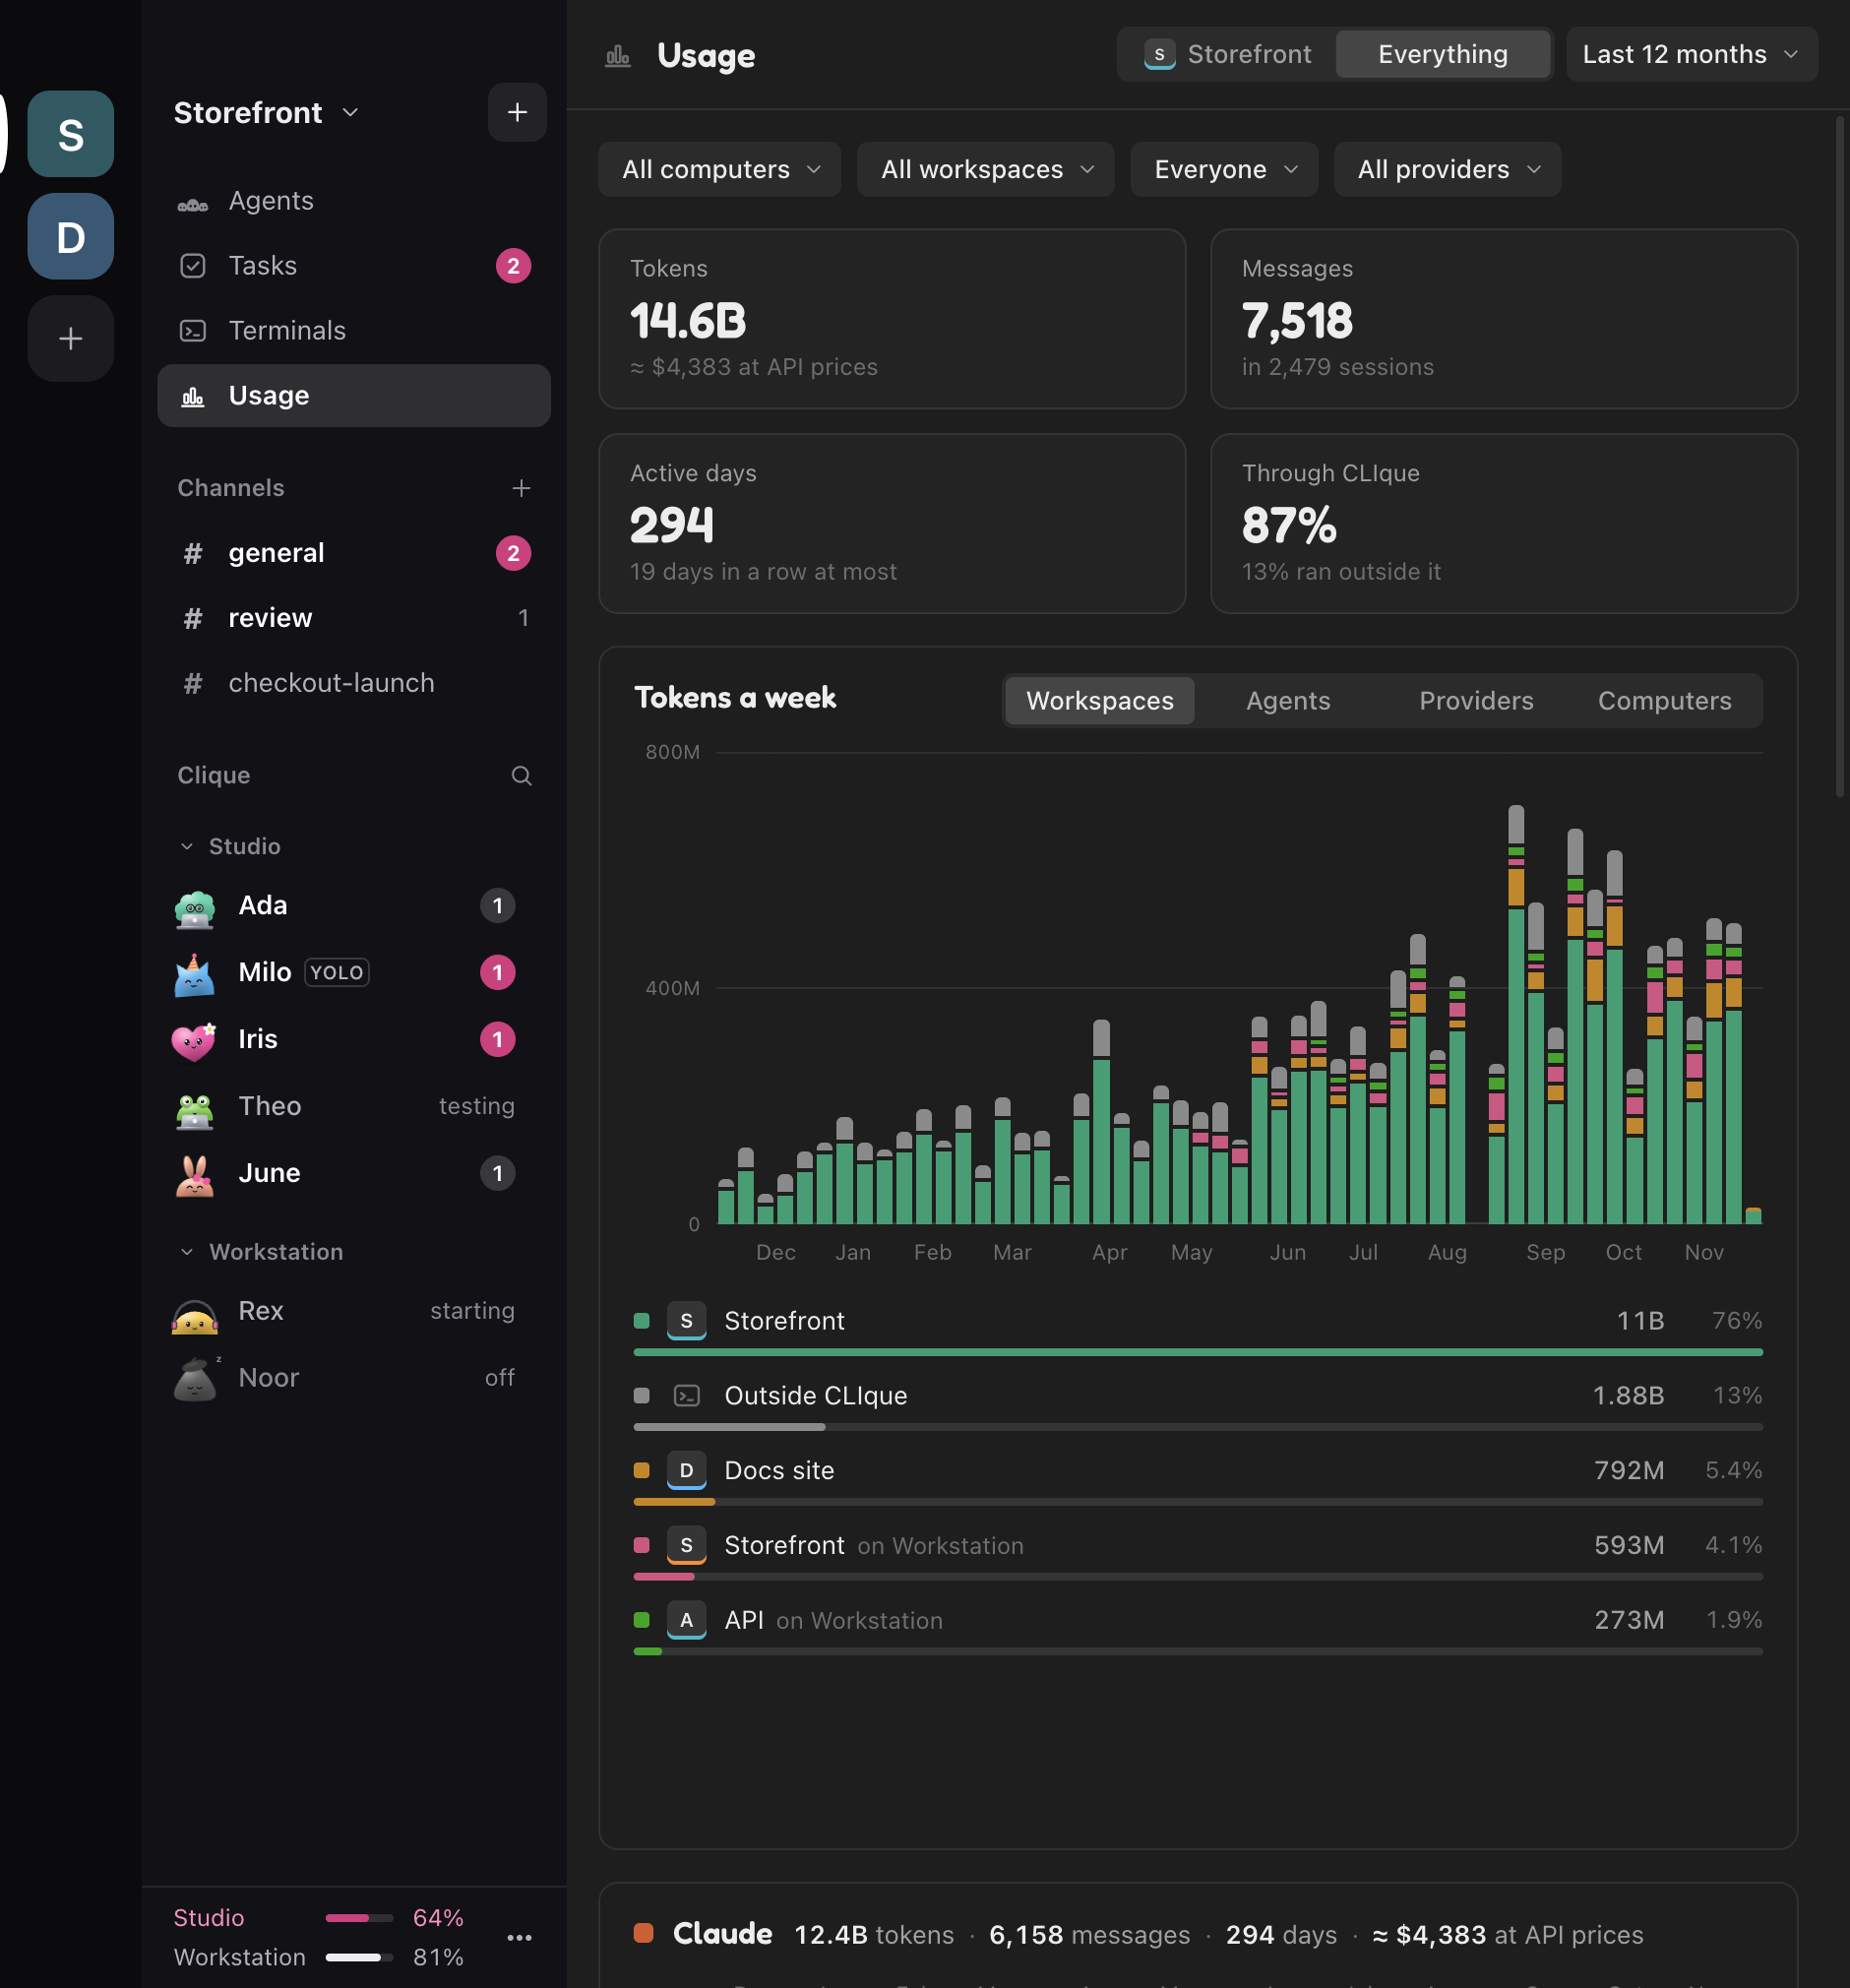 S
D
Storefront
Agents
Tasks 2
Terminals
Usage
Channels
# general 2
# review 1
# checkout-launch
Clique
Studio
Ada 1
Milo YOLO 1
Iris 1
Theo testing
June 1
Workstation
Rex starting
Noor off
z
Studio 64%
Workstation 81%
Usage
S Storefront Everything Last 12 months
All computers All workspaces Everyone All providers
Tokens
14.6B
≈ $4,383 at API prices
Messages
7,518
in 2,479 sessions
Active days
294
19 days in a row at most
Through CLIque
87%
13% ran outside it
Tokens a week Workspaces Agents Providers Computers
800M
400M
0
Dec Jan Feb Mar Apr May Jun Jul Aug Sep Oct Nov
S Storefront 11B 76%
Outside CLIque 1.88B 13%
D Docs site 792M 5.4%
S Storefront on Workstation 593M 4.1%
A API on Workstation 273M 1.9%
Claude 12.4B tokens · 6,158 messages · 294 days · ≈ $4,383 at API prices